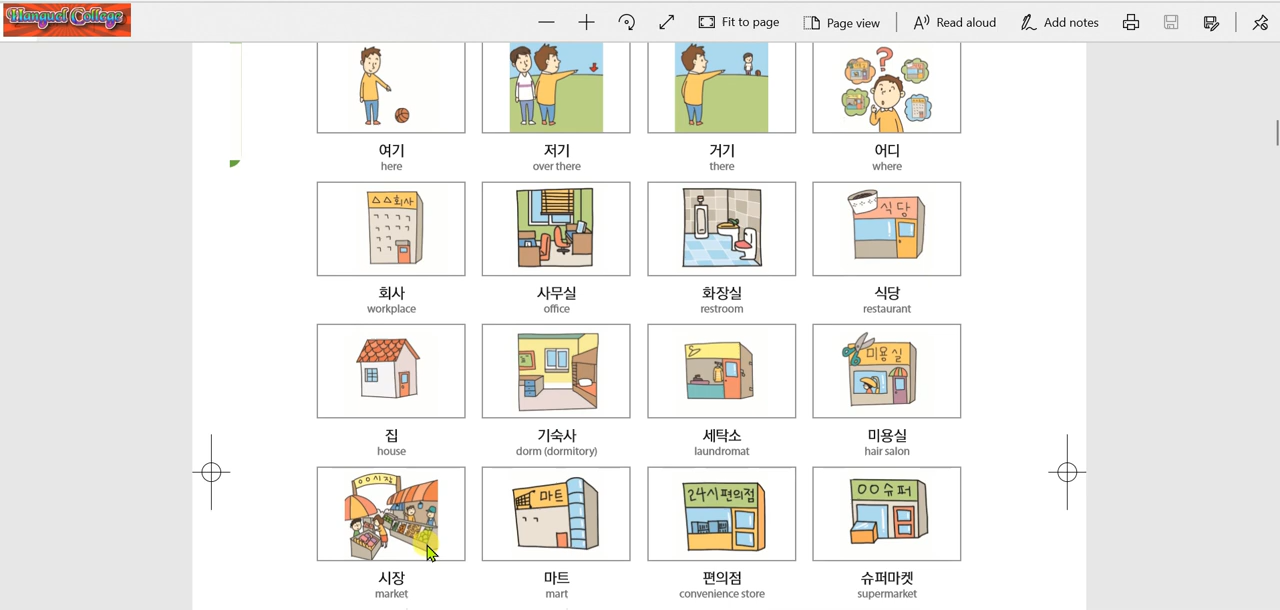 Hanguel College
Fit to page
Page view
Read aloud
Add notes
여기
here
저기
over there
거기
there
어디
where
△△회사
식당
회사
workplace
사무실
office
화장실
restroom
식당
restaurant
미용실
집
house
기숙사
dorm (dormitory)
세탁소
laundromat
미용실
hair salon
○○시장
마트
24시편의점
○○슈퍼
시장
market
마트
mart
편의점
convenience store
슈퍼마켓
supermarket